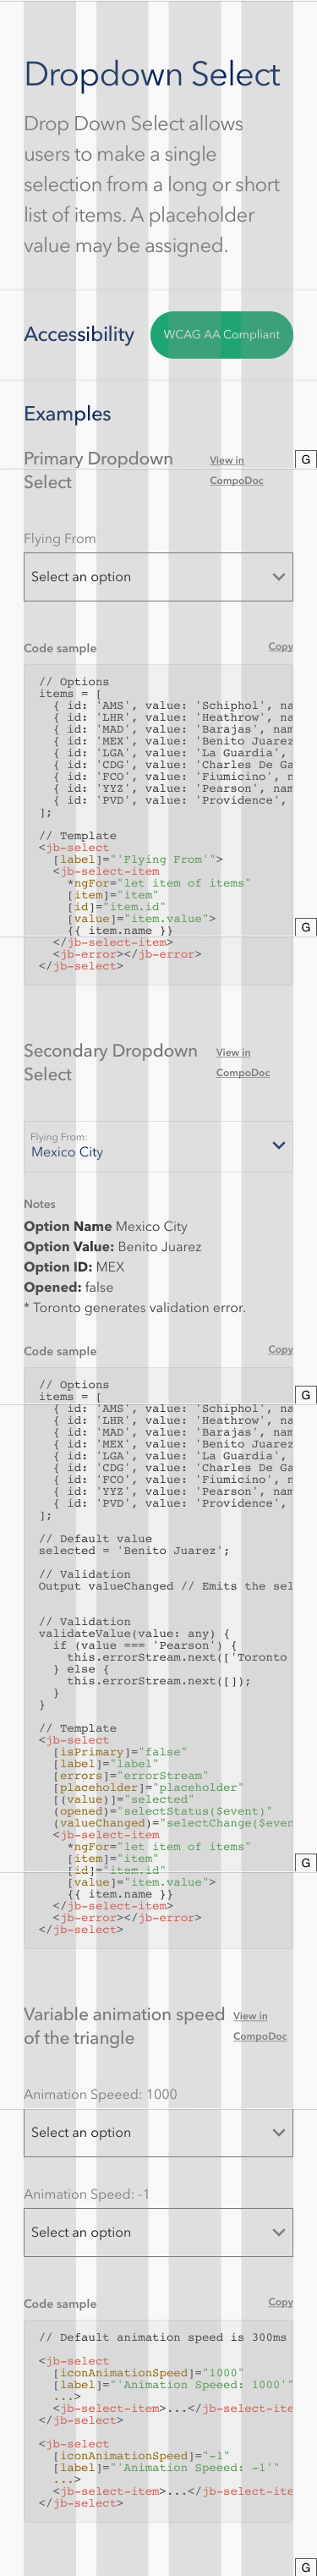 Dropdown Select
Drop Down Select allows
users to make a single
selection from a long or short
list of items. A placeholder
value may be assigned.
Accessibility
WCAG AA Compliant
Examples
Primary Dropdown
Select
View in
CompoDoc
G
Flying From
Select an option
Code sample
Copy
// Options
items = [
{ id: 'AMS', value: 'Schiphol', na
{ id: 'LHR', value: 'Heathrow', na
{ id: 'MAD', value: 'Barajas', nam
{ id: 'MEX', value: 'Benito Juarez
{ id: 'LGA', value: 'La Guardia',
{ id: 'CDG', value: 'Charles De Ga
{ id: 'FCO', value: 'Fiumicino', n
{ id: 'YYZ', value: 'Pearson', nam
{ id: 'PVD', value: 'Providence',
];
// Template
<jb-select
[label]="'Flying From'">
<jb-select-item
*ngFor="let item of items"
[item]="item"
[id]="item.id"
[value]="item.value">
{{ item.name }}
G
</jb-select-item>
<jb-error></jb-error>
</jb-select>
Secondary Dropdown
Select
View in
CompoDoc
Flying From:
Mexico City
Notes
Option Name Mexico City
Option Value: Benito Juarez
Option ID: MEX
Opened: false
* Toronto generates validation error.
Code sample
Copy
// Options
items = [
G
{ id: 'AMS', value: 'Schiphol', na
{ id: 'LHR', value: 'Heathrow', na
{ id: 'MAD', value: 'Barajas', nam
{ id: 'MEX', value: 'Benito Juarez
{ id: 'LGA', value: 'La Guardia',
{ id: 'CDG', value: 'Charles De Ga
{ id: 'FCO', value: 'Fiumicino', n
{ id: 'YYZ', value: 'Pearson', nam
{ id: 'PVD', value: 'Providence',
];
// Default value
selected = 'Benito Juarez';
// Validation
Output valueChanged // Emits the sel
// Validation
validateValue(value: any) {
if (value === 'Pearson') {
this.errorStream.next(['Toronto
} else {
this.errorStream.next([]);
}
}
// Template
<jb-select
[isPrimary]="false"
[label]="label"
[errors]="errorStream"
[placeholder]="placeholder"
[(value)]="selected"
(opened)="selectStatus($event)"
(valueChanged)="selectChange($even
<jb-select-item
*ngFor="let item of items"
[item]="item"
G
[id]="item.id"
[value]="item.value">
{{ item.name }}
</jb-select-item>
<jb-error></jb-error>
</jb-select>
Variable animation speed
of the triangle
View in
CompoDoc
Animation Speeed: 1000
Select an option
Animation Speed: -1
Select an option
Code sample
Copy
// Default animation speed is 300ms
<jb-select
[iconAnimationSpeed]="1000"
[label]="'Animation Speeed: 1000'"
...>
<jb-select-item>...</jb-select-ite
</jb-select>
<jb-select
[iconAnimationSpeed]="-1"
[label]="'Animation Speeed: -1'"
...>
<jb-select-item>...</jb-select-ite
</jb-select>
G